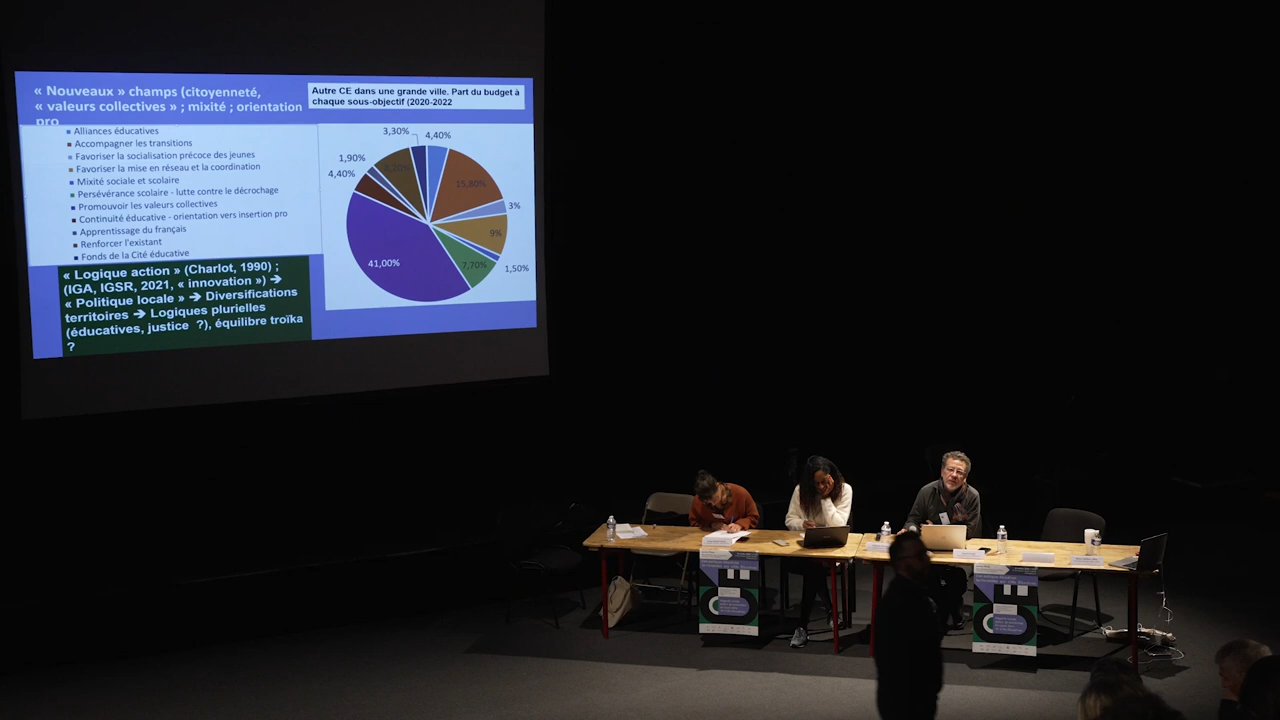 « Nouveaux » champs (citoyenneté,
« valeurs collectives » ; mixité ; orientation
pro
Autre CE dans une grande ville. Part du budget à
chaque sous-objectif (2020-2022
Alliances éducatives
Accompagner les transitions
Favoriser la socialisation précoce des jeunes
Favoriser la mise en réseau et la coordination
Mixité sociale et scolaire
Persévérance scolaire - lutte contre le décrochage
Promouvoir les valeurs collectives
Continuité éducative - orientation vers insertion pro
Apprentissage du français
Renforcer l'existant
Fonds de la Cité éducative
3,30%
4,40%
1,90%
4,40%
15,80%
3%
9%
1,50%
7,70%
41,00%
« Logique action » (Charlot, 1990) ;
(IGA, IGSR, 2021, « innovation ») ➔
« Politique locale » ➔ Diversifications
territoires ➔ Logiques plurielles
(éducatives, justice ?), équilibre troïka
?